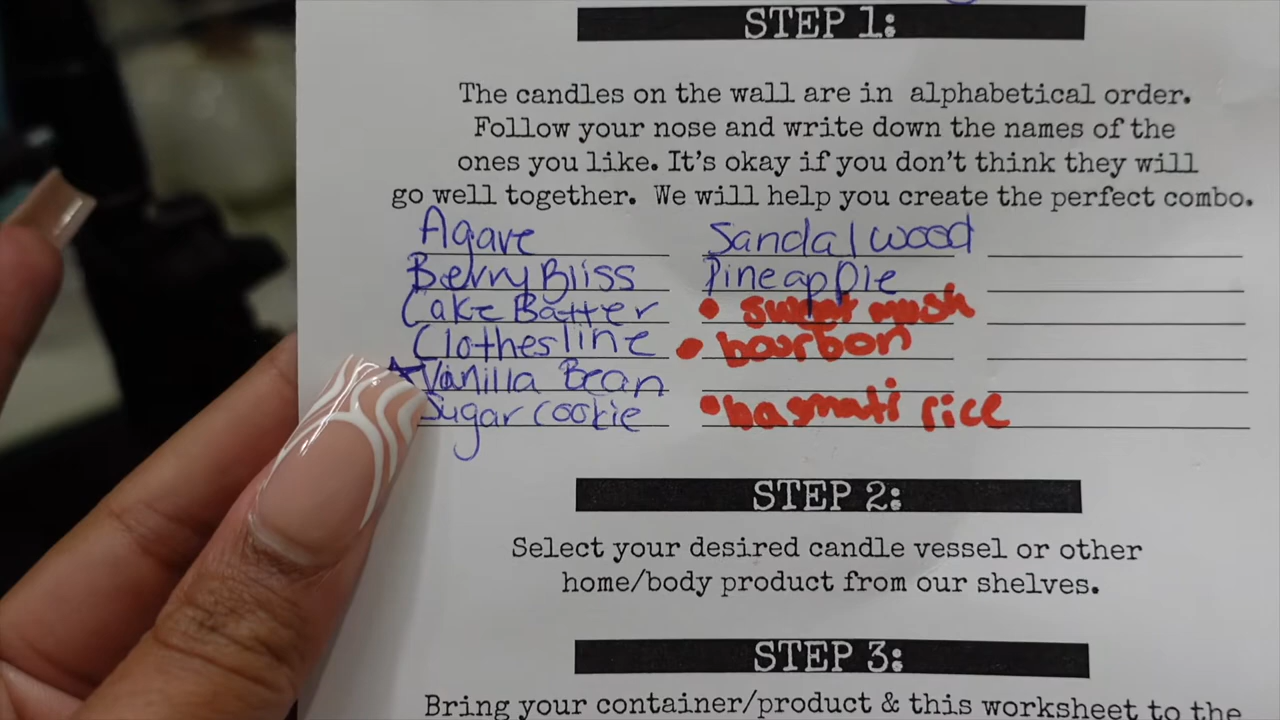 STEP 1:
The candles on the wall are in alphabetical order.
Follow your nose and write down the names of the
ones you like. It's okay if you don't think they will
go well together. We will help you create the perfect combo.
Agave
Berry Bliss
Cake Batter
Clothesline
Vanilla Bean
Sugar cookie
Sandalwood
Pineapple
• sweet musk
• bourbon
• basmati rice
STEP 2:
Select your desired candle vessel or other
home/body product from our shelves.
STEP 3:
Bring your container/product & this worksheet to the